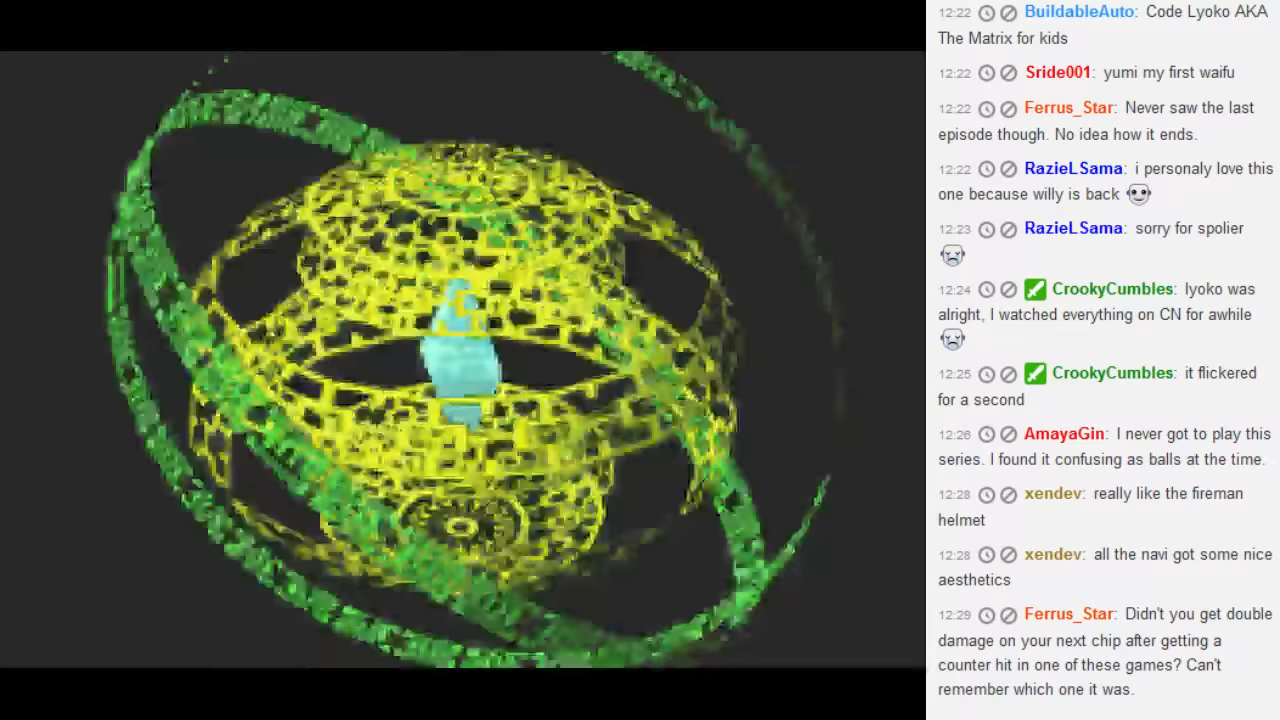 12:22 BuildableAuto: Code Lyoko AKA
The Matrix for kids
12:22 Sride001: yumi my first waifu
12:22 Ferrus_Star: Never saw the last
episode though. No idea how it ends.
12:22 RazieLSama: i personaly love this
one because willy is back
12:23 RazieLSama: sorry for spolier
12:24 CrookyCumbles: lyoko was
alright, I watched everything on CN for awhile
12:25 CrookyCumbles: it flickered
for a second
12:26 AmayaGin: I never got to play this
series. I found it confusing as balls at the time.
12:28 xendev: really like the fireman
helmet
12:28 xendev: all the navi got some nice
aesthetics
12:29 Ferrus_Star: Didn't you get double
damage on your next chip after getting a
counter hit in one of these games? Can't
remember which one it was.